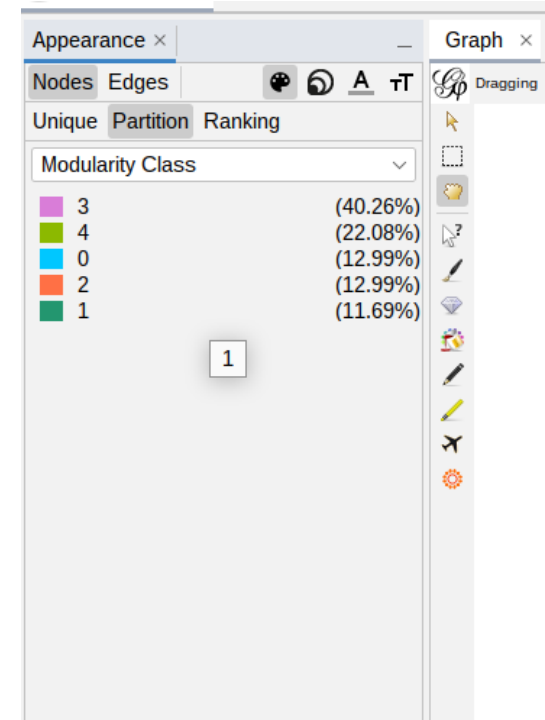 Appearance ×
Graph ×
Nodes Edges
A
TT
Dragging
Unique Partition Ranking
Modularity Class
3 (40.26%)
4 (22.08%)
0 (12.99%)
2 (12.99%)
1 (11.69%)
?
1